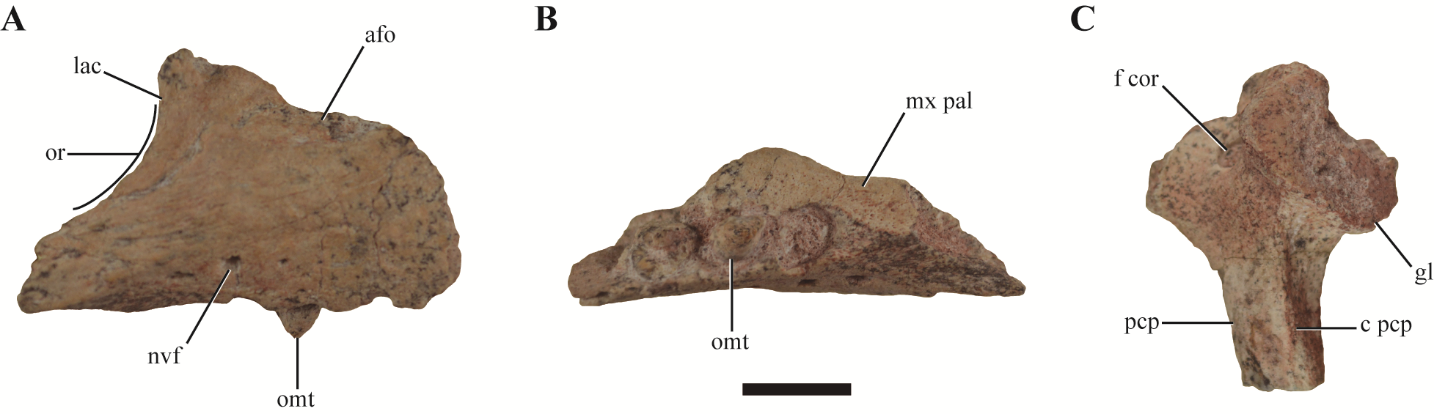 A
afo
lac
or
nvf
omt
B
mx pal
omt
C
f cor
gl
pcp
c pcp